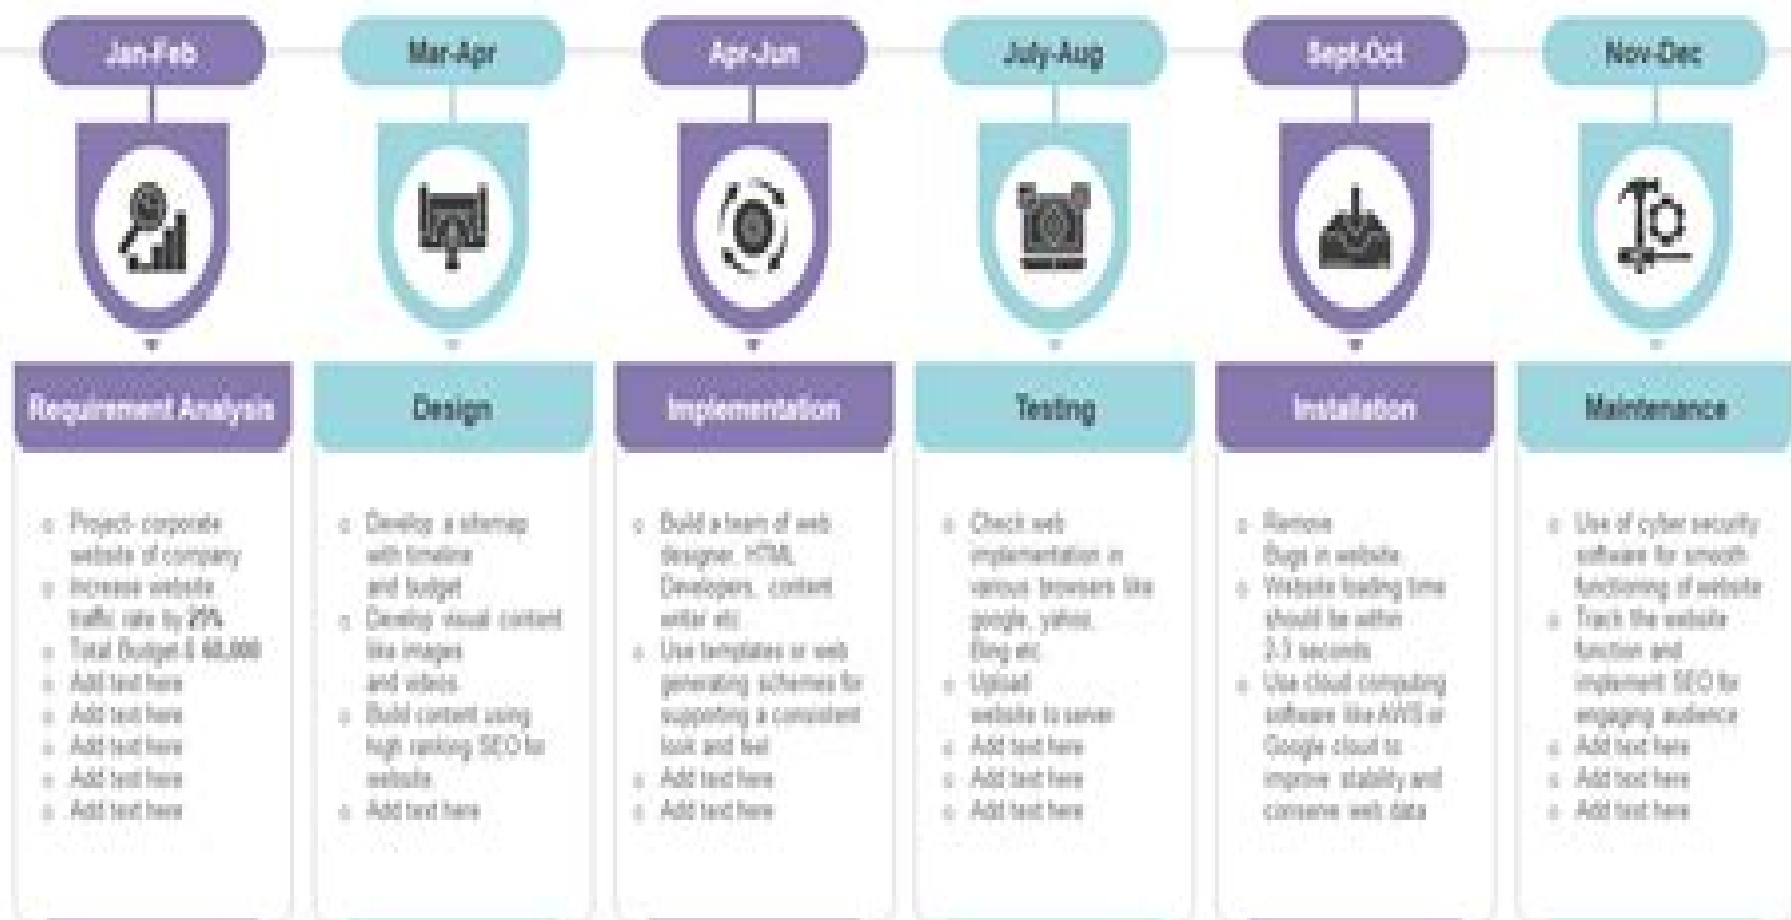 Jan-Feb
Mar-Apr
Apr-Jun
July-Aug
Sept-Oct
Nov-Dec
Requirement Analysis
Design
Implementation
Testing
Installation
Maintenance
Project- corporate
website of company
Increase website
traffic rate by 25%
Total Budget $ 60,000
Add text here
Add text here
Add text here
Add text here
Add text here
Develop a sitemap
with timeline
and budget
Develop visual content
like images
and videos
Build content using
high ranking SEO for
website
Add text here
Build a team of web
designer, HTML
Developers, content
writer etc
Use templates or web
generating schemes for
supporting a consistent
look and feel
Add text here
Add text here
Check web
implementation in
various browsers like
google, yahoo,
Bing etc.
Upload
website to server
Add text here
Add text here
Add text here
Remove
Bugs in website
Website loading time
should be within
2-3 seconds
Use cloud computing
software like AWS or
Google cloud to
improve stability and
conserve web data
Use of cyber security
software for smooth
functioning of website
Track the website
function and
implement SEO for
engaging audience
Add text here
Add text here
Add text here